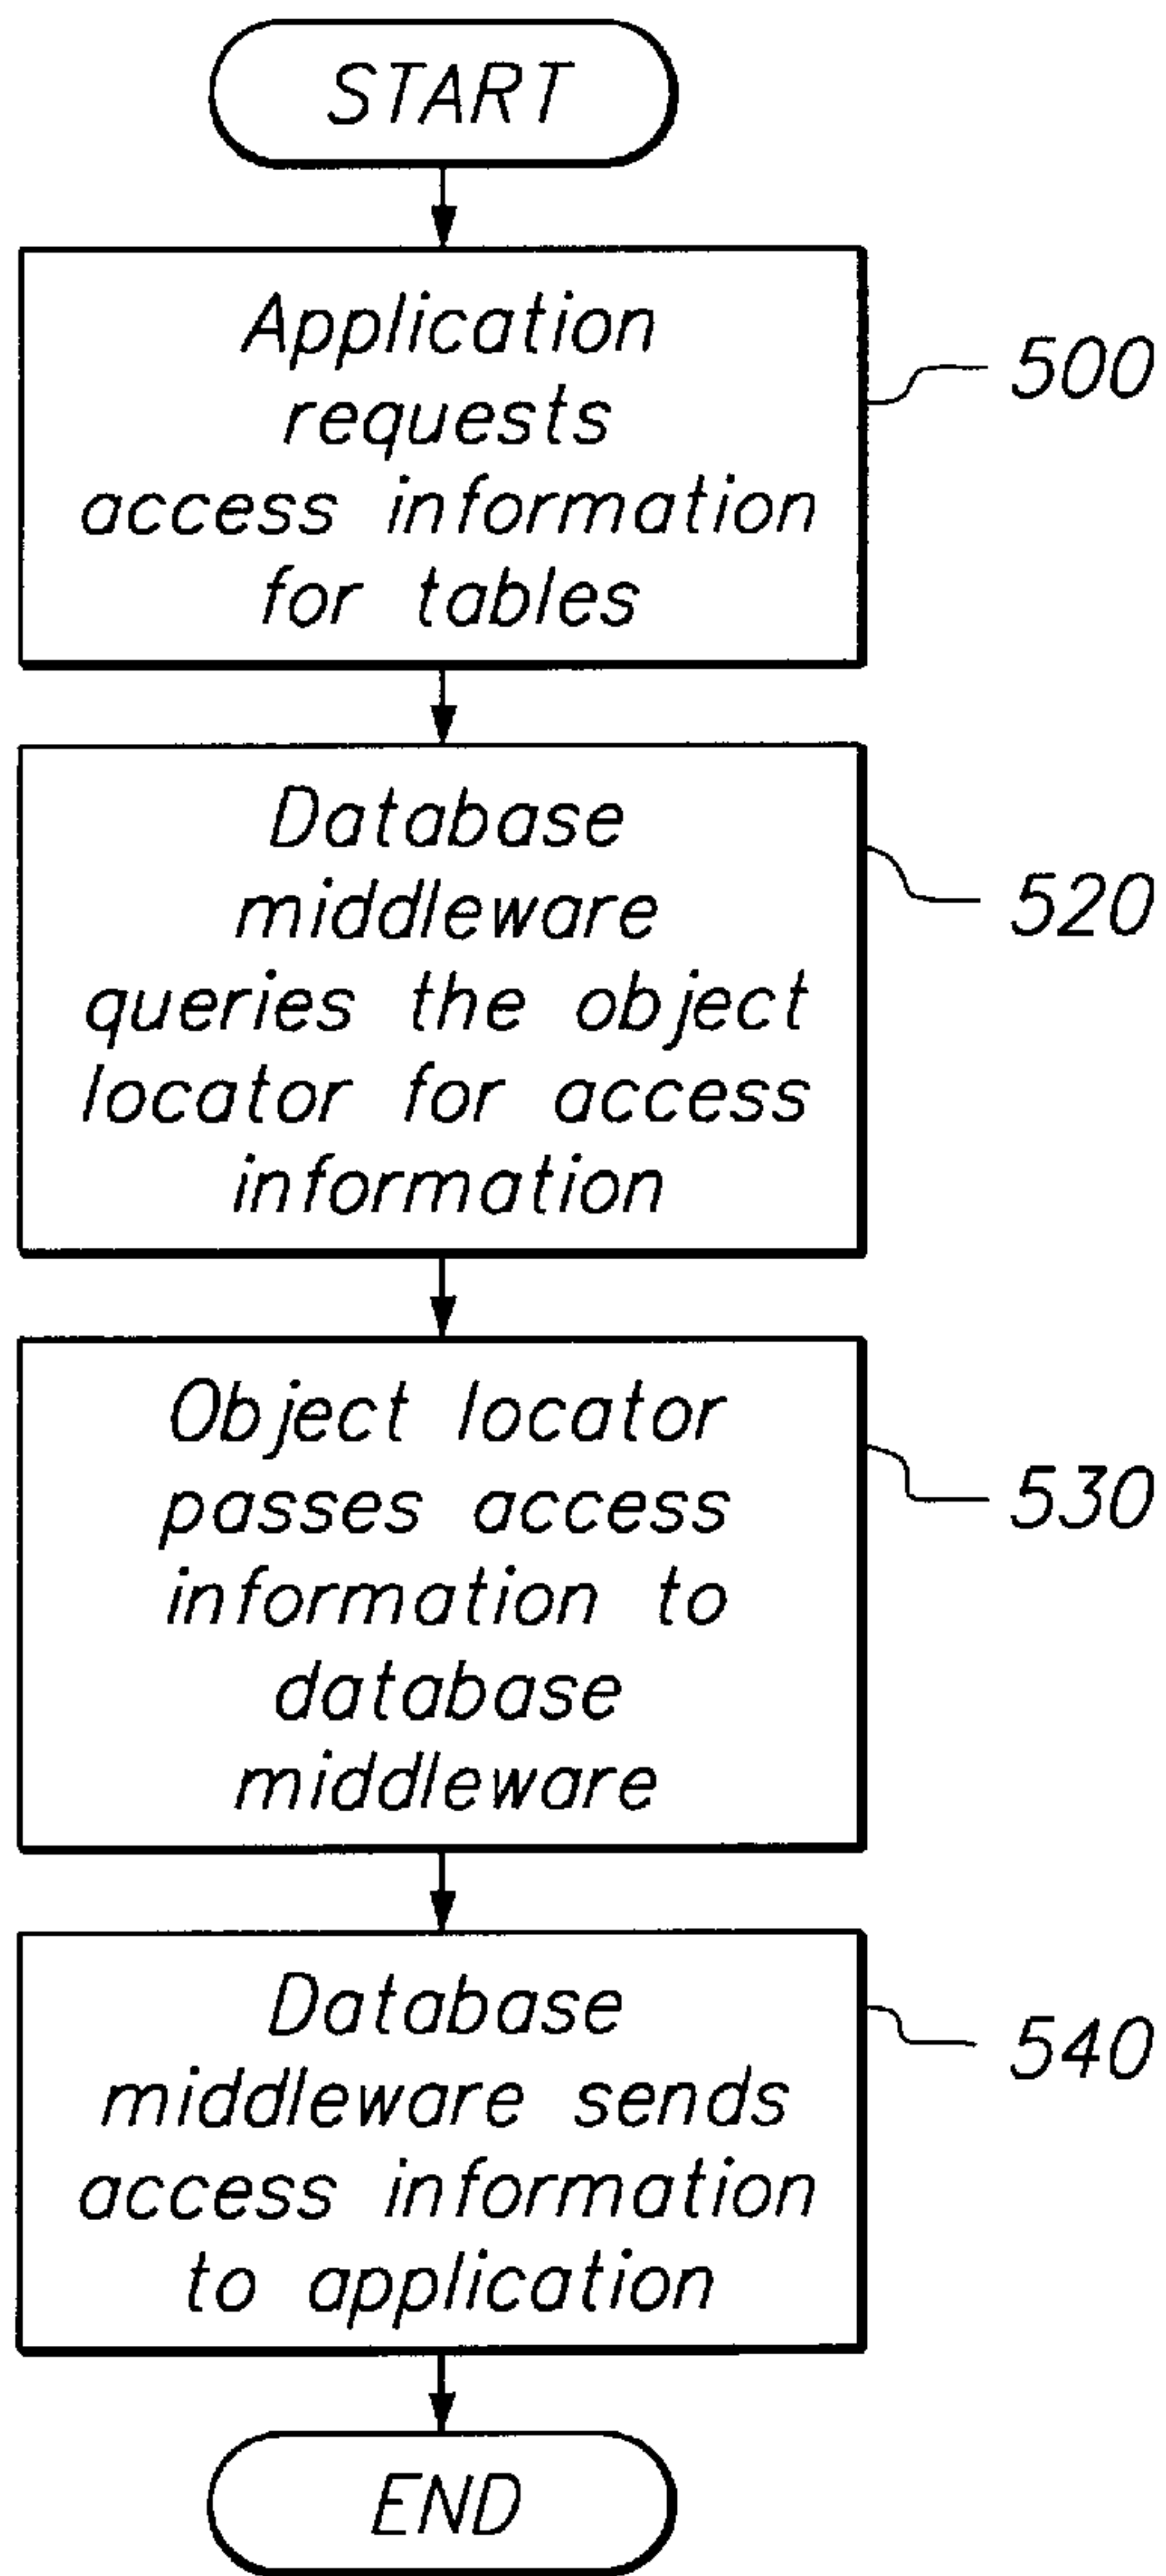 START
Application
requests
access information
for tables
500
Database
middleware
queries the object
locator for access
information
520
Object locator
passes access
information to
database
middleware
530
Database
middleware sends
access information
to application
540
END